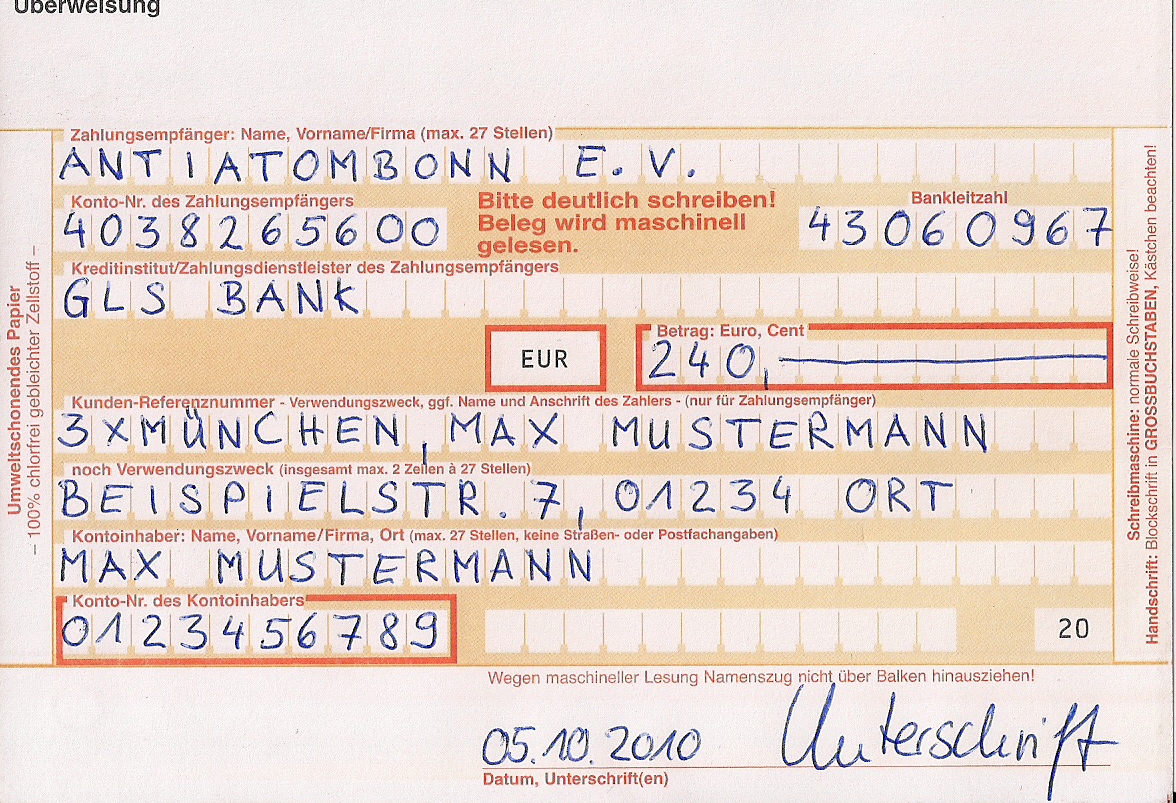 Überweisung
Zahlungsempfänger: Name, Vorname/Firma (max. 27 Stellen)
ANTIATOMBONN E.V.
Konto-Nr. des Zahlungsempfängers
Bitte deutlich schreiben!
Beleg wird maschinell
gelesen.
Bankleitzahl
4038265600
43060967
Kreditinstitut/Zahlungsdienstleister des Zahlungsempfängers
GLS BANK
EUR
Betrag: Euro, Cent
240,
Kunden-Referenznummer - Verwendungszweck, ggf. Name und Anschrift des Zahlers - (nur für Zahlungsempfänger)
3XMÜNCHEN, MAX MUSTERMANN
noch Verwendungszweck (insgesamt max. 2 Zeilen à 27 Stellen)
BEISPIELSTR. 7, 01234 ORT
Kontoinhaber: Name, Vorname/Firma, Ort (max. 27 Stellen, keine Straßen- oder Postfachangaben)
MAX MUSTERMANN
Konto-Nr. des Kontoinhabers
0123456789
20
Wegen maschineller Lesung Namenszug nicht über Balken hinausziehen!
05.10.2010 Unterschrift
Datum, Unterschrift(en)
Umweltschonendes Papier
– 100% chlorfrei gebleichter Zellstoff –
Schreibmaschine: normale Schreibweise!
Handschrift: Blockschrift in GROSSBUCHSTABEN, Kästchen beachten!